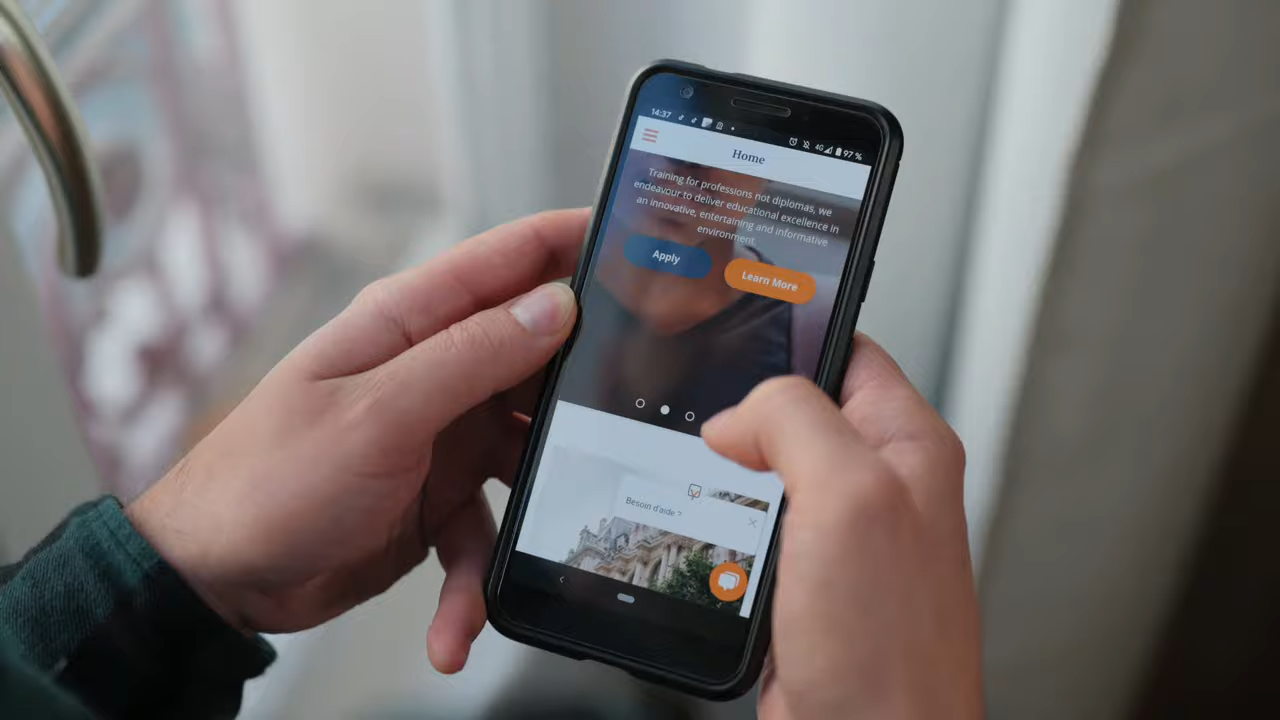 14:37 4G 97 %
Home
Training for professions not diplomas, we
endeavour to deliver educational excellence in
an innovative, entertaining and informative
environment.
Apply
Learn More
Besoin d'aide ?